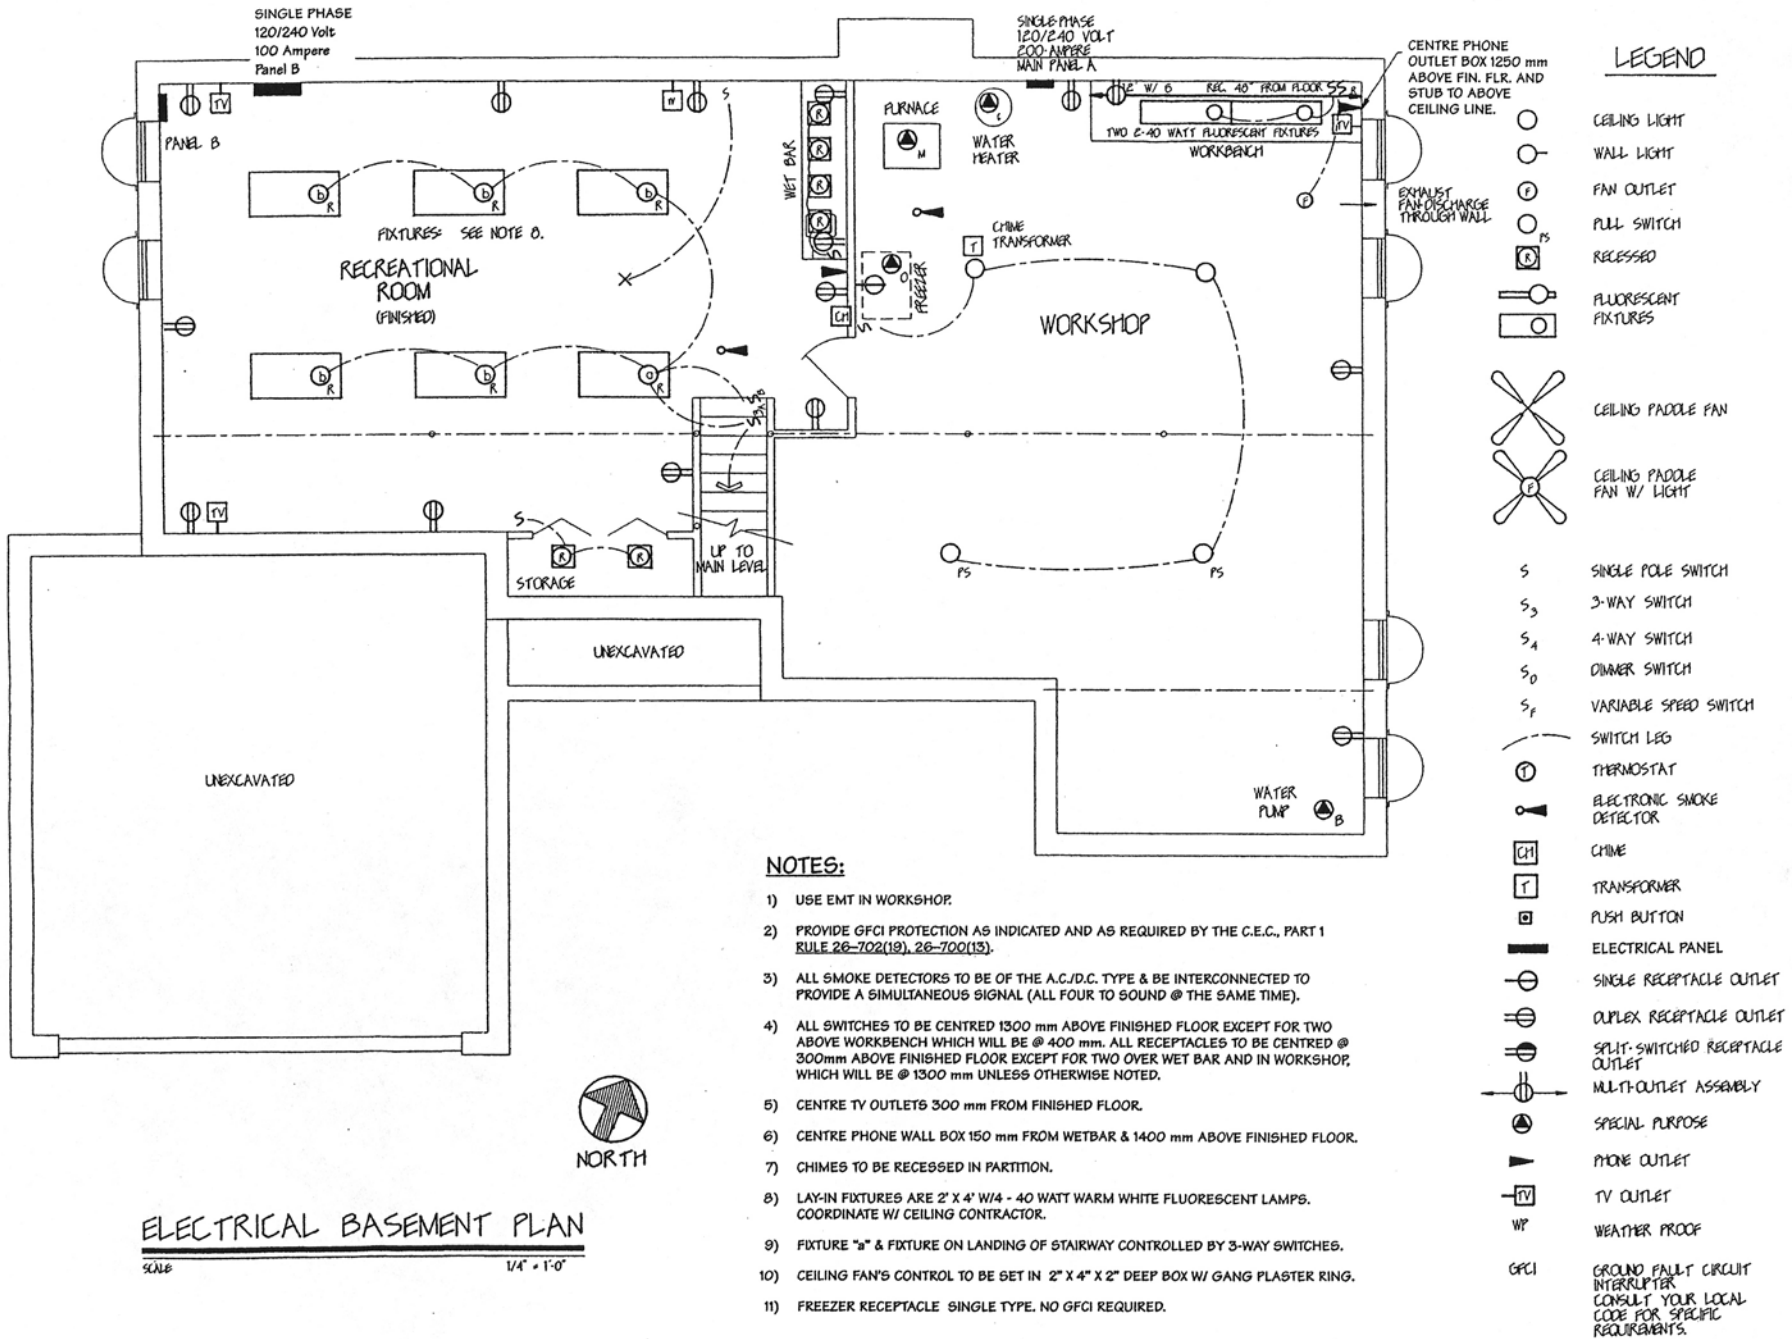 SINGLE PHASE
120/240 Volt
100 Ampere
Panel B
SINGLE PHASE
120/240 VOLT
200-AMPERE
MAIN PANEL A
CENTRE PHONE
OUTLET BOX 1250 mm
ABOVE FIN. FLR. AND
STUB TO ABOVE
CEILING LINE.
TV
TV
S
PANEL B
R
R
R
R
WET BAR
S
FURNACE
M
WATER
HEATER
C
12' W/ 6 REC. 48" FROM FLOOR SS R
TWO 2-40 WATT FLUORESCENT FIXTURES
WORKBENCH
TV
F
EXHAUST
FAN DISCHARGE
THROUGH WALL
b R
b R
b R
FIXTURES: SEE NOTE 8.
RECREATIONAL
ROOM
(FINISHED)
X
CHIME
TRANSFORMER
T
FREEZER
CH
S
WORKSHOP
b R
b R
a R
S B
S 3A
TV
S
R
R
STORAGE
UP TO
MAIN LEVEL
PS
PS
UNEXCAVATED
UNEXCAVATED
WATER
PUMP
B
NORTH
ELECTRICAL BASEMENT PLAN
SCALE 1/4" = 1'-0"
NOTES:
1) USE EMT IN WORKSHOP.
2) PROVIDE GFCI PROTECTION AS INDICATED AND AS REQUIRED BY THE C.E.C., PART 1
RULE 26–702(19), 26–700(13).
3) ALL SMOKE DETECTORS TO BE OF THE A.C./D.C. TYPE & BE INTERCONNECTED TO
PROVIDE A SIMULTANEOUS SIGNAL (ALL FOUR TO SOUND @ THE SAME TIME).
4) ALL SWITCHES TO BE CENTRED 1300 mm ABOVE FINISHED FLOOR EXCEPT FOR TWO
ABOVE WORKBENCH WHICH WILL BE @ 400 mm. ALL RECEPTACLES TO BE CENTRED @
300mm ABOVE FINISHED FLOOR EXCEPT FOR TWO OVER WET BAR AND IN WORKSHOP,
WHICH WILL BE @ 1300 mm UNLESS OTHERWISE NOTED.
5) CENTRE TV OUTLETS 300 mm FROM FINISHED FLOOR.
6) CENTRE PHONE WALL BOX 150 mm FROM WETBAR & 1400 mm ABOVE FINISHED FLOOR.
7) CHIMES TO BE RECESSED IN PARTITION.
8) LAY-IN FIXTURES ARE 2' X 4' W/4 - 40 WATT WARM WHITE FLUORESCENT LAMPS.
COORDINATE W/ CEILING CONTRACTOR.
9) FIXTURE "a" & FIXTURE ON LANDING OF STAIRWAY CONTROLLED BY 3-WAY SWITCHES.
10) CEILING FAN'S CONTROL TO BE SET IN 2" X 4" X 2" DEEP BOX W/ GANG PLASTER RING.
11) FREEZER RECEPTACLE SINGLE TYPE. NO GFCI REQUIRED.
LEGEND
CEILING LIGHT
WALL LIGHT
F FAN OUTLET
PS PULL SWITCH
R RECESSED
FLUORESCENT
FIXTURES
CEILING PADDLE FAN
F CEILING PADDLE
FAN W/ LIGHT
S SINGLE POLE SWITCH
S3 3-WAY SWITCH
S4 4-WAY SWITCH
SD DIMMER SWITCH
SF VARIABLE SPEED SWITCH
SWITCH LEG
T THERMOSTAT
ELECTRONIC SMOKE
DETECTOR
CH CHIME
T TRANSFORMER
PUSH BUTTON
ELECTRICAL PANEL
SINGLE RECEPTACLE OUTLET
DUPLEX RECEPTACLE OUTLET
SPLIT-SWITCHED RECEPTACLE
OUTLET
MULTI-OUTLET ASSEMBLY
SPECIAL PURPOSE
PHONE OUTLET
TV TV OUTLET
WP WEATHER PROOF
GFCI GROUND FAULT CIRCUIT
INTERRUPTER
CONSULT YOUR LOCAL
CODE FOR SPECIFIC
REQUIREMENTS.